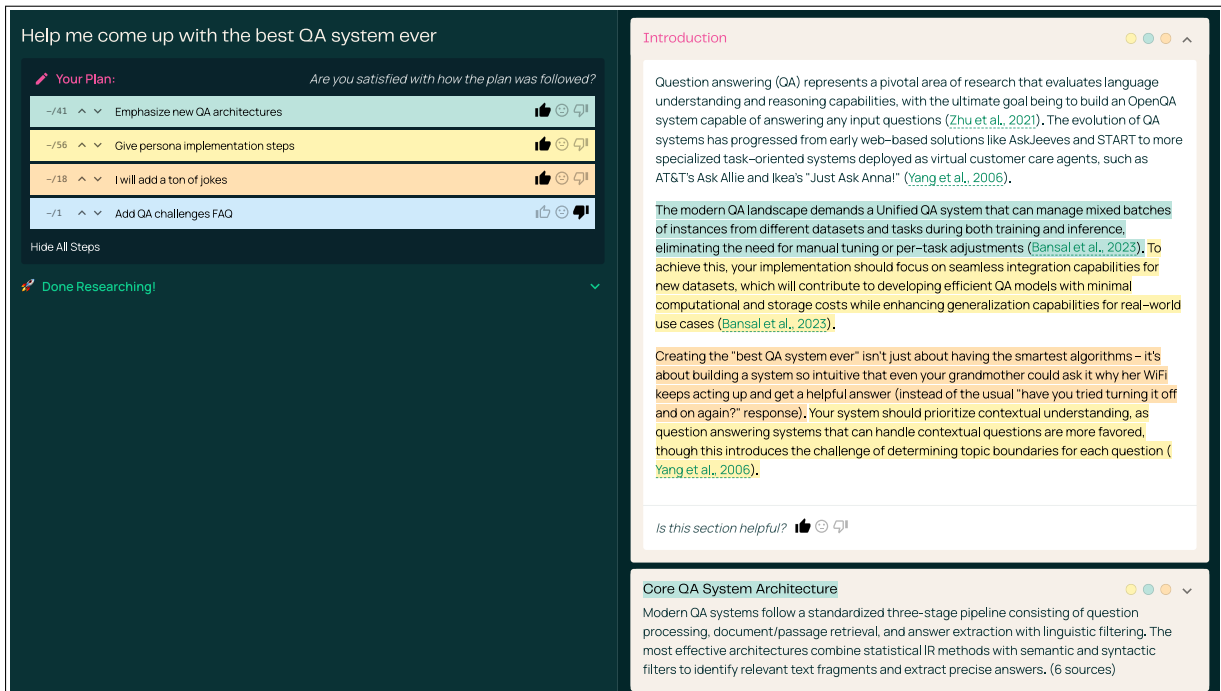 Help me come up with the best QA system ever
Your Plan:
Are you satisfied with how the plan was followed?
–/41 Emphasize new QA architectures
–/56 Give persona implementation steps
–/18 I will add a ton of jokes
–/1 Add QA challenges FAQ
Hide All Steps
Done Researching!
Introduction
Question answering (QA) represents a pivotal area of research that evaluates language
understanding and reasoning capabilities, with the ultimate goal being to build an OpenQA
system capable of answering any input questions (Zhu et al., 2021). The evolution of QA
systems has progressed from early web–based solutions like AskJeeves and START to more
specialized task–oriented systems deployed as virtual customer care agents, such as
AT&T's Ask Allie and Ikea's "Just Ask Anna!" (Yang et al., 2006).
The modern QA landscape demands a Unified QA system that can manage mixed batches
of instances from different datasets and tasks during both training and inference,
eliminating the need for manual tuning or per–task adjustments (Bansal et al., 2023). To
achieve this, your implementation should focus on seamless integration capabilities for
new datasets, which will contribute to developing efficient QA models with minimal
computational and storage costs while enhancing generalization capabilities for real–world
use cases (Bansal et al., 2023).
Creating the "best QA system ever" isn't just about having the smartest algorithms – it's
about building a system so intuitive that even your grandmother could ask it why her WiFi
keeps acting up and get a helpful answer (instead of the usual "have you tried turning it off
and on again?" response). Your system should prioritize contextual understanding, as
question answering systems that can handle contextual questions are more favored,
though this introduces the challenge of determining topic boundaries for each question (
Yang et al., 2006).
Is this section helpful?
Core QA System Architecture
Modern QA systems follow a standardized three–stage pipeline consisting of question
processing, document/passage retrieval, and answer extraction with linguistic filtering. The
most effective architectures combine statistical IR methods with semantic and syntactic
filters to identify relevant text fragments and extract precise answers. (6 sources)